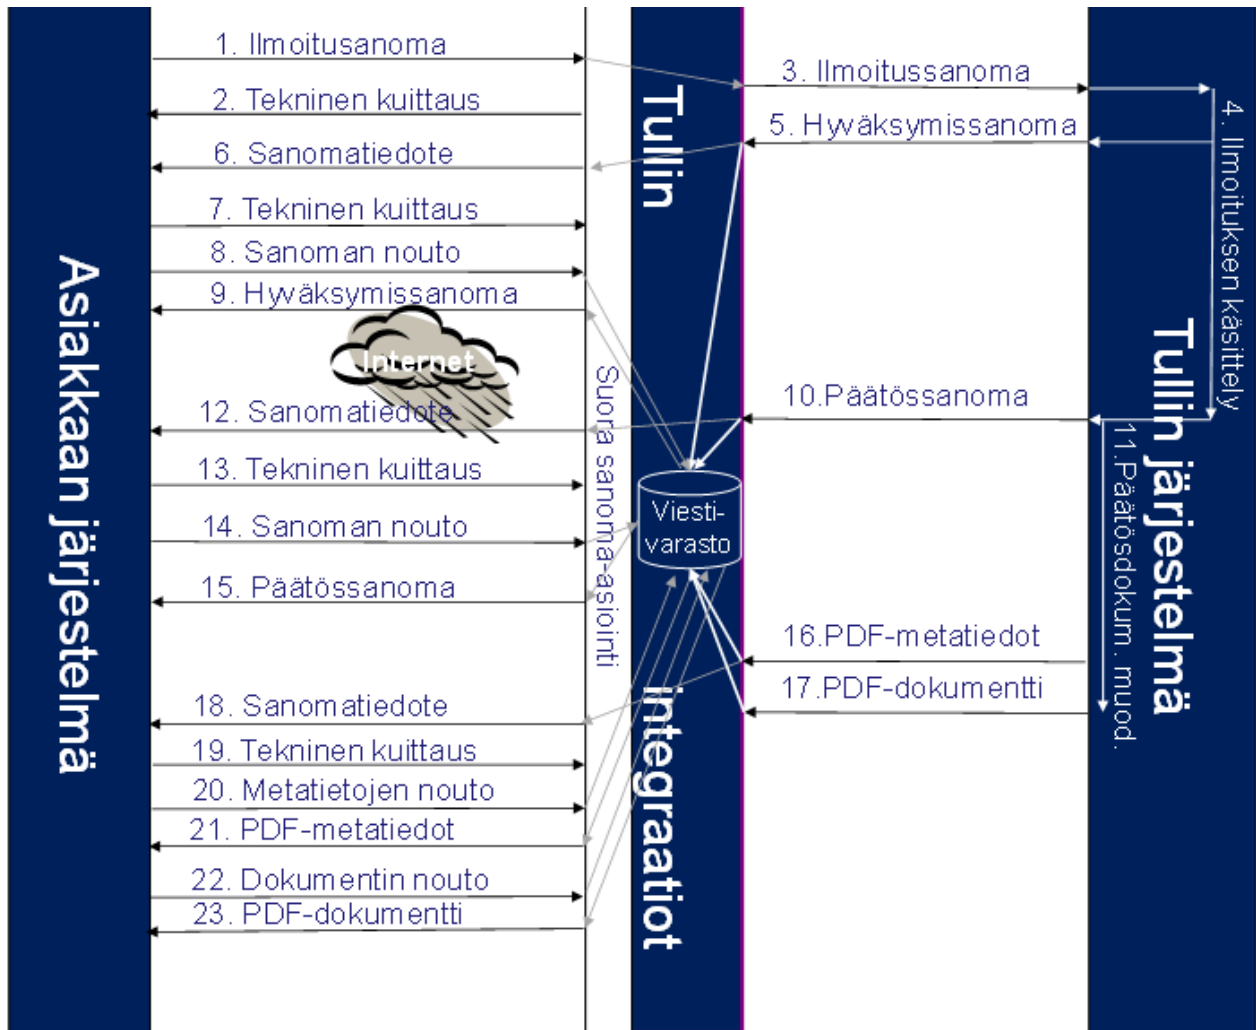 1. Ilmoitusanoma
2. Tekninen kuittaus
3. Ilmoitussanoma
4. Ilmoituksen käsittely
5. Hyväksymissanoma
6. Sanomatiedote
7. Tekninen kuittaus
8. Sanoman nouto
9. Hyväksymissanoma
Internet
10.Päätössanoma
11.Päätösdokum. muod.
12. Sanomatiedote
13. Tekninen kuittaus
14. Sanoman nouto
15. Päätössanoma
16.PDF-metatiedot
17.PDF-dokumentti
18. Sanomatiedote
19. Tekninen kuittaus
20. Metatietojen nouto
21. PDF-metatiedot
22. Dokumentin nouto
23. PDF-dokumentti
Asiakkaan järjestelmä
Suora sanoma-asiointi
Tullin integraatiot
Viesti-
varasto
Tullin järjestelmä